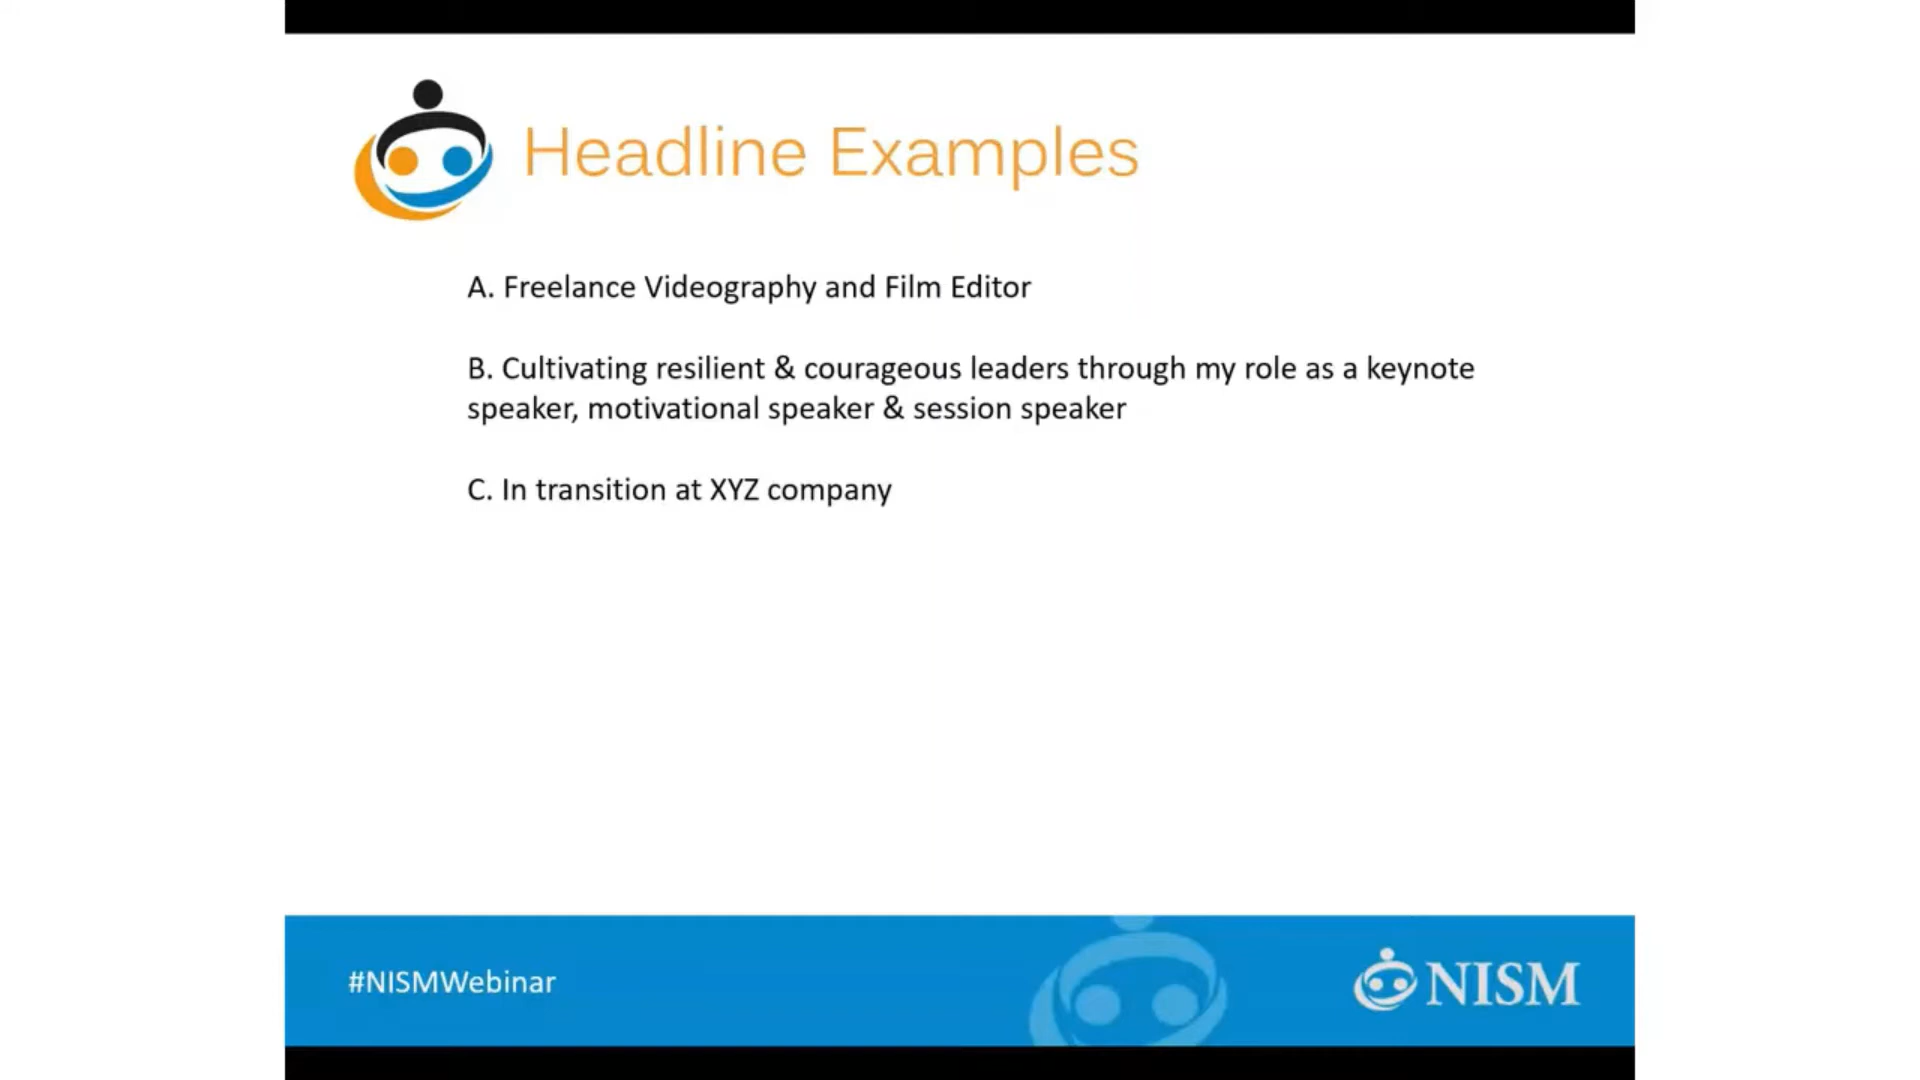 Headline Examples
A. Freelance Videography and Film Editor
B. Cultivating resilient & courageous leaders through my role as a keynote
speaker, motivational speaker & session speaker
C. In transition at XYZ company
#NISMWebinar
NISM